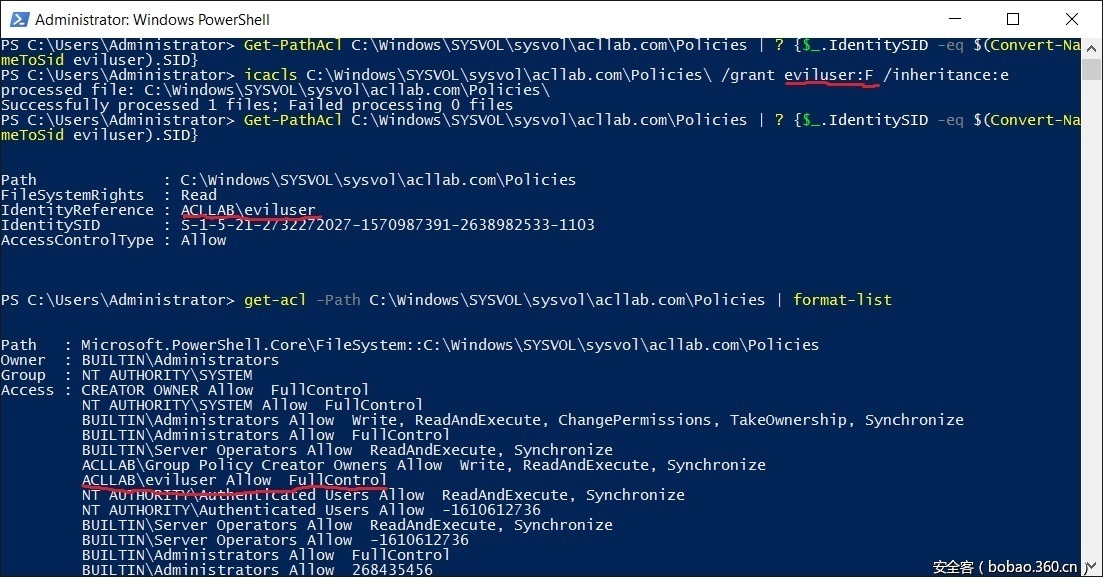 Administrator: Windows PowerShell
PS C:\Users\Administrator> Get-PathAcl C:\Windows\SYSVOL\sysvol\acllab.com\Policies | ? {$_.IdentitySID -eq $(Convert-Na
meToSid eviluser).SID}
PS C:\Users\Administrator> icacls C:\Windows\SYSVOL\sysvol\acllab.com\Policies\ /grant eviluser:F /inheritance:e
processed file: C:\Windows\SYSVOL\sysvol\acllab.com\Policies\
Successfully processed 1 files; Failed processing 0 files
PS C:\Users\Administrator> Get-PathAcl C:\Windows\SYSVOL\sysvol\acllab.com\Policies | ? {$_.IdentitySID -eq $(Convert-Na
meToSid eviluser).SID}
Path : C:\Windows\SYSVOL\sysvol\acllab.com\Policies
FileSystemRights : Read
IdentityReference : ACLLAB\eviluser
IdentitySID : S-1-5-21-2732272027-1570987391-2638982533-1103
AccessControlType : Allow
PS C:\Users\Administrator> get-acl -Path C:\Windows\SYSVOL\sysvol\acllab.com\Policies | format-list
Path : Microsoft.PowerShell.Core\FileSystem::C:\Windows\SYSVOL\sysvol\acllab.com\Policies
Owner : BUILTIN\Administrators
Group : NT AUTHORITY\SYSTEM
Access : CREATOR OWNER Allow FullControl
NT AUTHORITY\SYSTEM Allow FullControl
BUILTIN\Administrators Allow Write, ReadAndExecute, ChangePermissions, TakeOwnership, Synchronize
BUILTIN\Administrators Allow FullControl
BUILTIN\Server Operators Allow ReadAndExecute, Synchronize
ACLLAB\Group Policy Creator Owners Allow Write, ReadAndExecute, Synchronize
ACLLAB\eviluser Allow FullControl
NT AUTHORITY\Authenticated Users Allow ReadAndExecute, Synchronize
NT AUTHORITY\Authenticated Users Allow -1610612736
BUILTIN\Server Operators Allow ReadAndExecute, Synchronize
BUILTIN\Server Operators Allow -1610612736
BUILTIN\Administrators Allow FullControl
BUILTIN\Administrators Allow 268435456
安全客（bobao.360.cn）